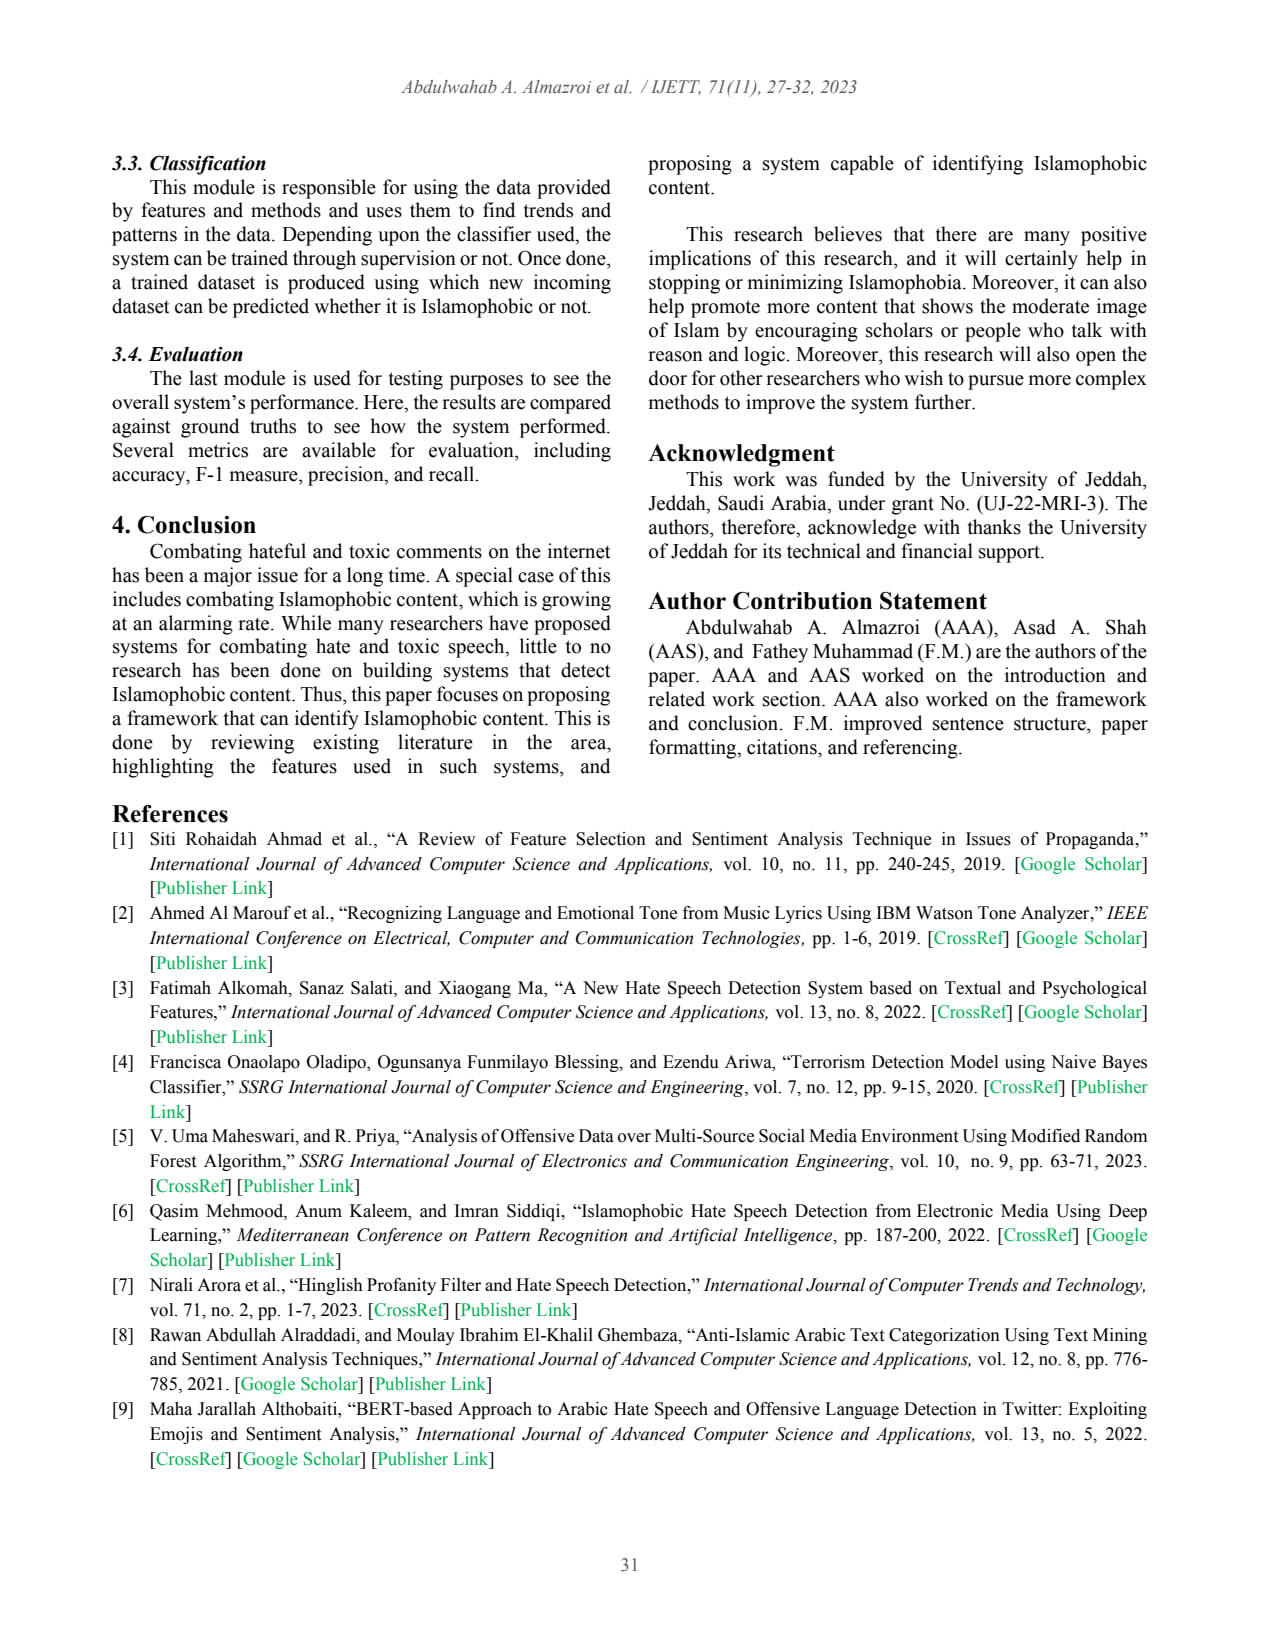 Abdulwahab A. Almazroi et al. / IJETT, 71(11), 27-32, 2023
3.3. Classification
This module is responsible for using the data provided
by features and methods and uses them to find trends and
patterns in the data. Depending upon the classifier used, the
system can be trained through supervision or not. Once done,
a trained dataset is produced using which new incoming
dataset can be predicted whether it is Islamophobic or not.
3.4. Evaluation
The last module is used for testing purposes to see the
overall system’s performance. Here, the results are compared
against ground truths to see how the system performed.
Several metrics are available for evaluation, including
accuracy, F-1 measure, precision, and recall.
4. Conclusion
Combating hateful and toxic comments on the internet
has been a major issue for a long time. A special case of this
includes combating Islamophobic content, which is growing
at an alarming rate. While many researchers have proposed
systems for combating hate and toxic speech, little to no
research has been done on building systems that detect
Islamophobic content. Thus, this paper focuses on proposing
a framework that can identify Islamophobic content. This is
done by reviewing existing literature in the area,
highlighting the features used in such systems, and
proposing a system capable of identifying Islamophobic
content.
This research believes that there are many positive
implications of this research, and it will certainly help in
stopping or minimizing Islamophobia. Moreover, it can also
help promote more content that shows the moderate image
of Islam by encouraging scholars or people who talk with
reason and logic. Moreover, this research will also open the
door for other researchers who wish to pursue more complex
methods to improve the system further.
Acknowledgment
This work was funded by the University of Jeddah,
Jeddah, Saudi Arabia, under grant No. (UJ-22-MRI-3). The
authors, therefore, acknowledge with thanks the University
of Jeddah for its technical and financial support.
Author Contribution Statement
Abdulwahab A. Almazroi (AAA), Asad A. Shah
(AAS), and Fathey Muhammad (F.M.) are the authors of the
paper. AAA and AAS worked on the introduction and
related work section. AAA also worked on the framework
and conclusion. F.M. improved sentence structure, paper
formatting, citations, and referencing.
References
[1] Siti Rohaidah Ahmad et al., “A Review of Feature Selection and Sentiment Analysis Technique in Issues of Propaganda,”
International Journal of Advanced Computer Science and Applications, vol. 10, no. 11, pp. 240-245, 2019. [Google Scholar]
[Publisher Link]
[2] Ahmed Al Marouf et al., “Recognizing Language and Emotional Tone from Music Lyrics Using IBM Watson Tone Analyzer,” IEEE
International Conference on Electrical, Computer and Communication Technologies, pp. 1-6, 2019. [CrossRef] [Google Scholar]
[Publisher Link]
[3] Fatimah Alkomah, Sanaz Salati, and Xiaogang Ma, “A New Hate Speech Detection System based on Textual and Psychological
Features,” International Journal of Advanced Computer Science and Applications, vol. 13, no. 8, 2022. [CrossRef] [Google Scholar]
[Publisher Link]
[4] Francisca Onaolapo Oladipo, Ogunsanya Funmilayo Blessing, and Ezendu Ariwa, “Terrorism Detection Model using Naive Bayes
Classifier,” SSRG International Journal of Computer Science and Engineering, vol. 7, no. 12, pp. 9-15, 2020. [CrossRef] [Publisher
Link]
[5] V. Uma Maheswari, and R. Priya, “Analysis of Offensive Data over Multi-Source Social Media Environment Using Modified Random
Forest Algorithm,” SSRG International Journal of Electronics and Communication Engineering, vol. 10, no. 9, pp. 63-71, 2023.
[CrossRef] [Publisher Link]
[6] Qasim Mehmood, Anum Kaleem, and Imran Siddiqi, “Islamophobic Hate Speech Detection from Electronic Media Using Deep
Learning,” Mediterranean Conference on Pattern Recognition and Artificial Intelligence, pp. 187-200, 2022. [CrossRef] [Google
Scholar] [Publisher Link]
[7] Nirali Arora et al., “Hinglish Profanity Filter and Hate Speech Detection,” International Journal of Computer Trends and Technology,
vol. 71, no. 2, pp. 1-7, 2023. [CrossRef] [Publisher Link]
[8] Rawan Abdullah Alraddadi, and Moulay Ibrahim El-Khalil Ghembaza, “Anti-Islamic Arabic Text Categorization Using Text Mining
and Sentiment Analysis Techniques,” International Journal of Advanced Computer Science and Applications, vol. 12, no. 8, pp. 776-
785, 2021. [Google Scholar] [Publisher Link]
[9] Maha Jarallah Althobaiti, “BERT-based Approach to Arabic Hate Speech and Offensive Language Detection in Twitter: Exploiting
Emojis and Sentiment Analysis,” International Journal of Advanced Computer Science and Applications, vol. 13, no. 5, 2022.
[CrossRef] [Google Scholar] [Publisher Link]
31